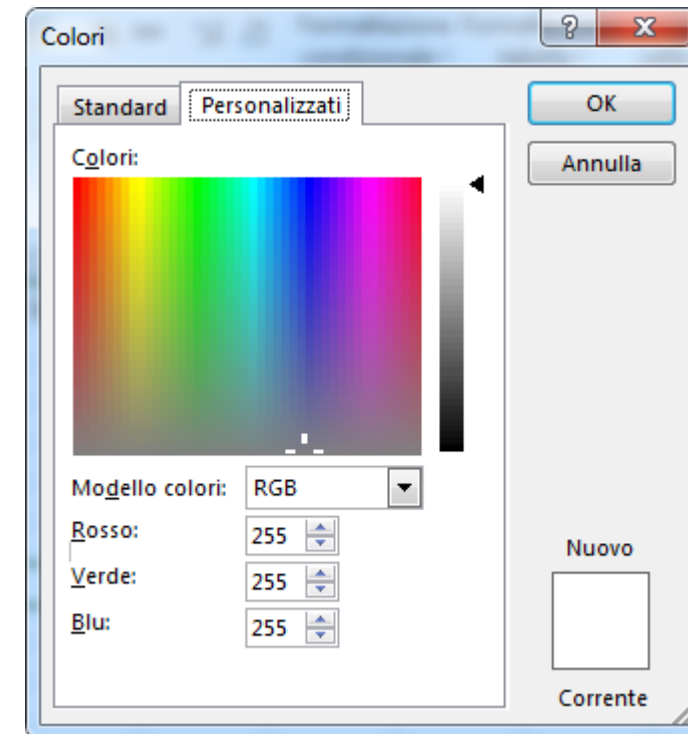 Colori
Standard Personalizzati
OK
Annulla
Colori:
Modello colori: RGB
Rosso: 255
Verde: 255
Blu: 255
Nuovo
Corrente